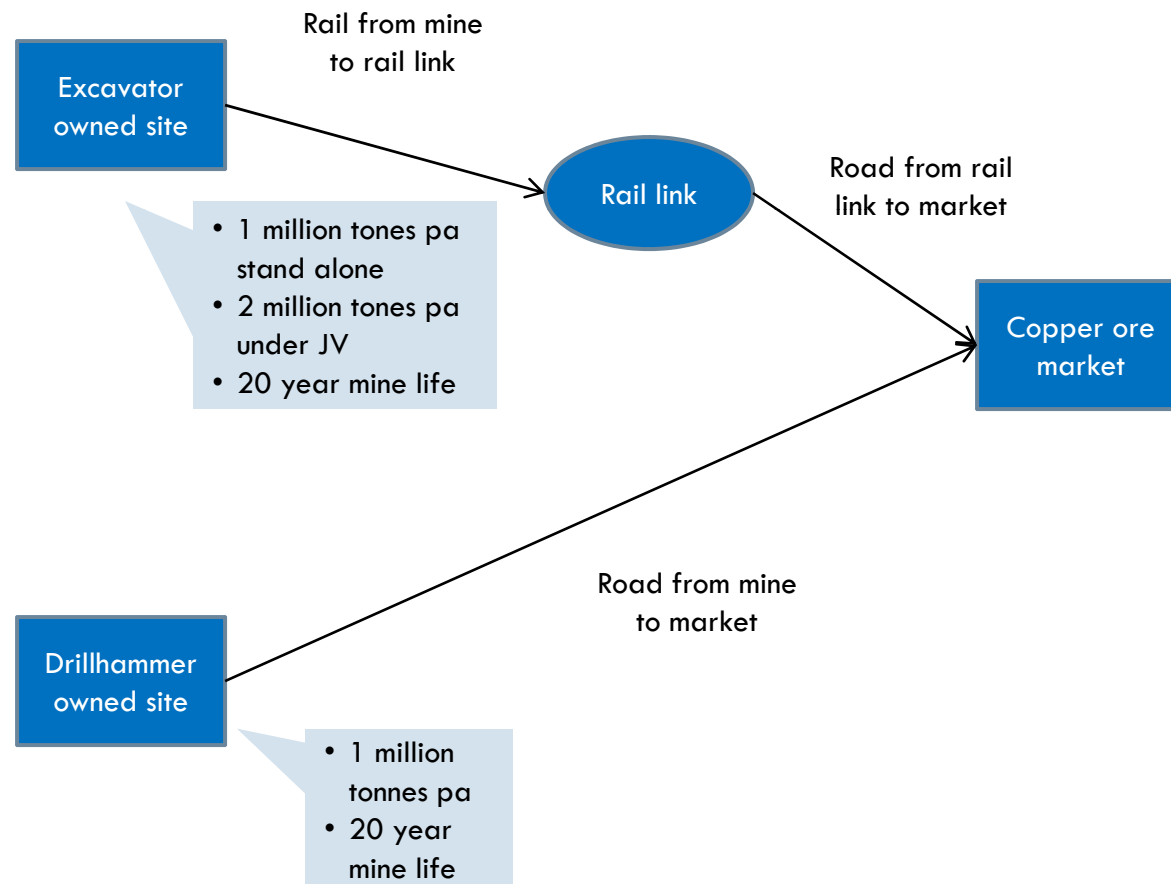 Rail from mine
to rail link
Excavator
owned site
Rail link
Road from rail
link to market
• 1 million tones pa
stand alone
• 2 million tones pa
under JV
• 20 year mine life
Copper ore
market
Road from mine
to market
Drillhammer
owned site
• 1 million
tonnes pa
• 20 year
mine life